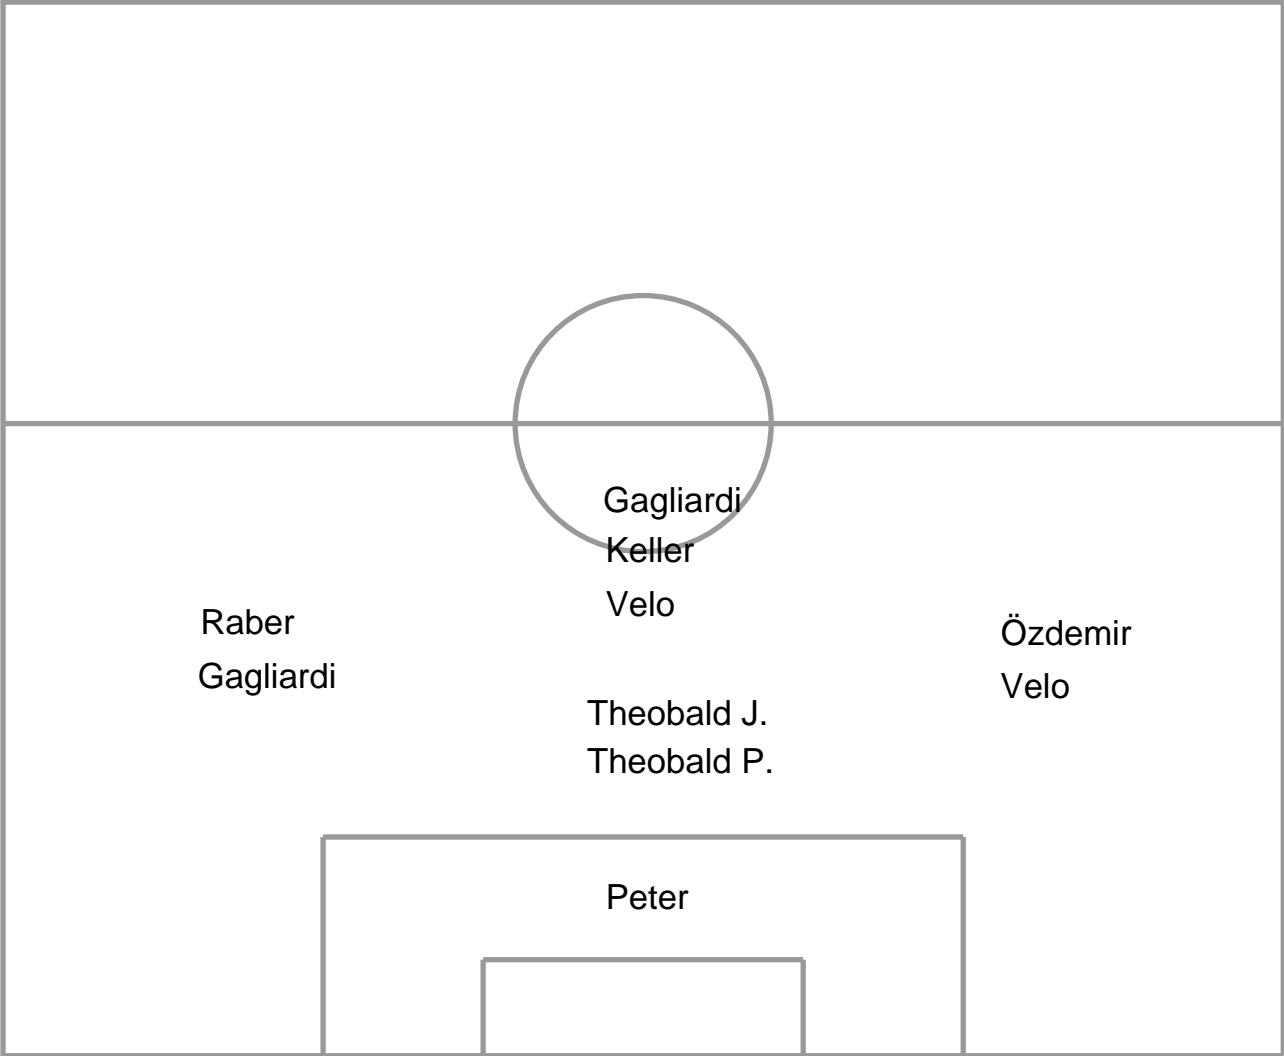 Gagliardi
Keller
Velo
Raber
Gagliardi
Özdemir
Velo
Theobald J.
Theobald P.
Peter